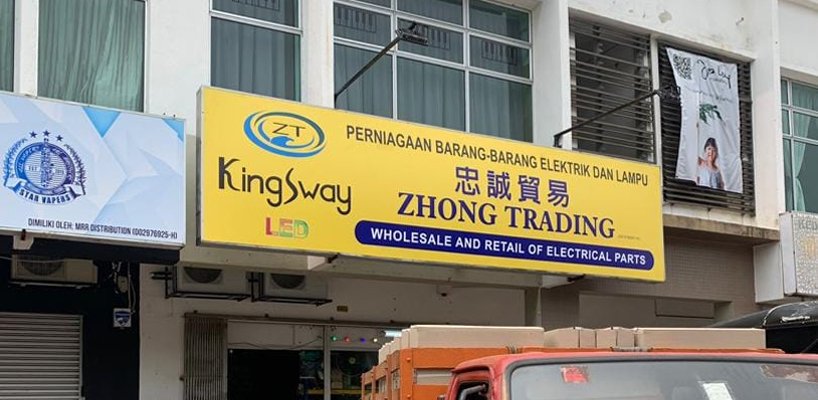 STAR VAPERS
DIMILIKI OLEH: MRR DISTRIBUTION (002976925-H)
ZT
KingSway
LED
PERNIAGAAN BARANG-BARANG ELEKTRIK DAN LAMPU
忠誠貿易
ZHONG TRADING
WHOLESALE AND RETAIL OF ELECTRICAL PARTS